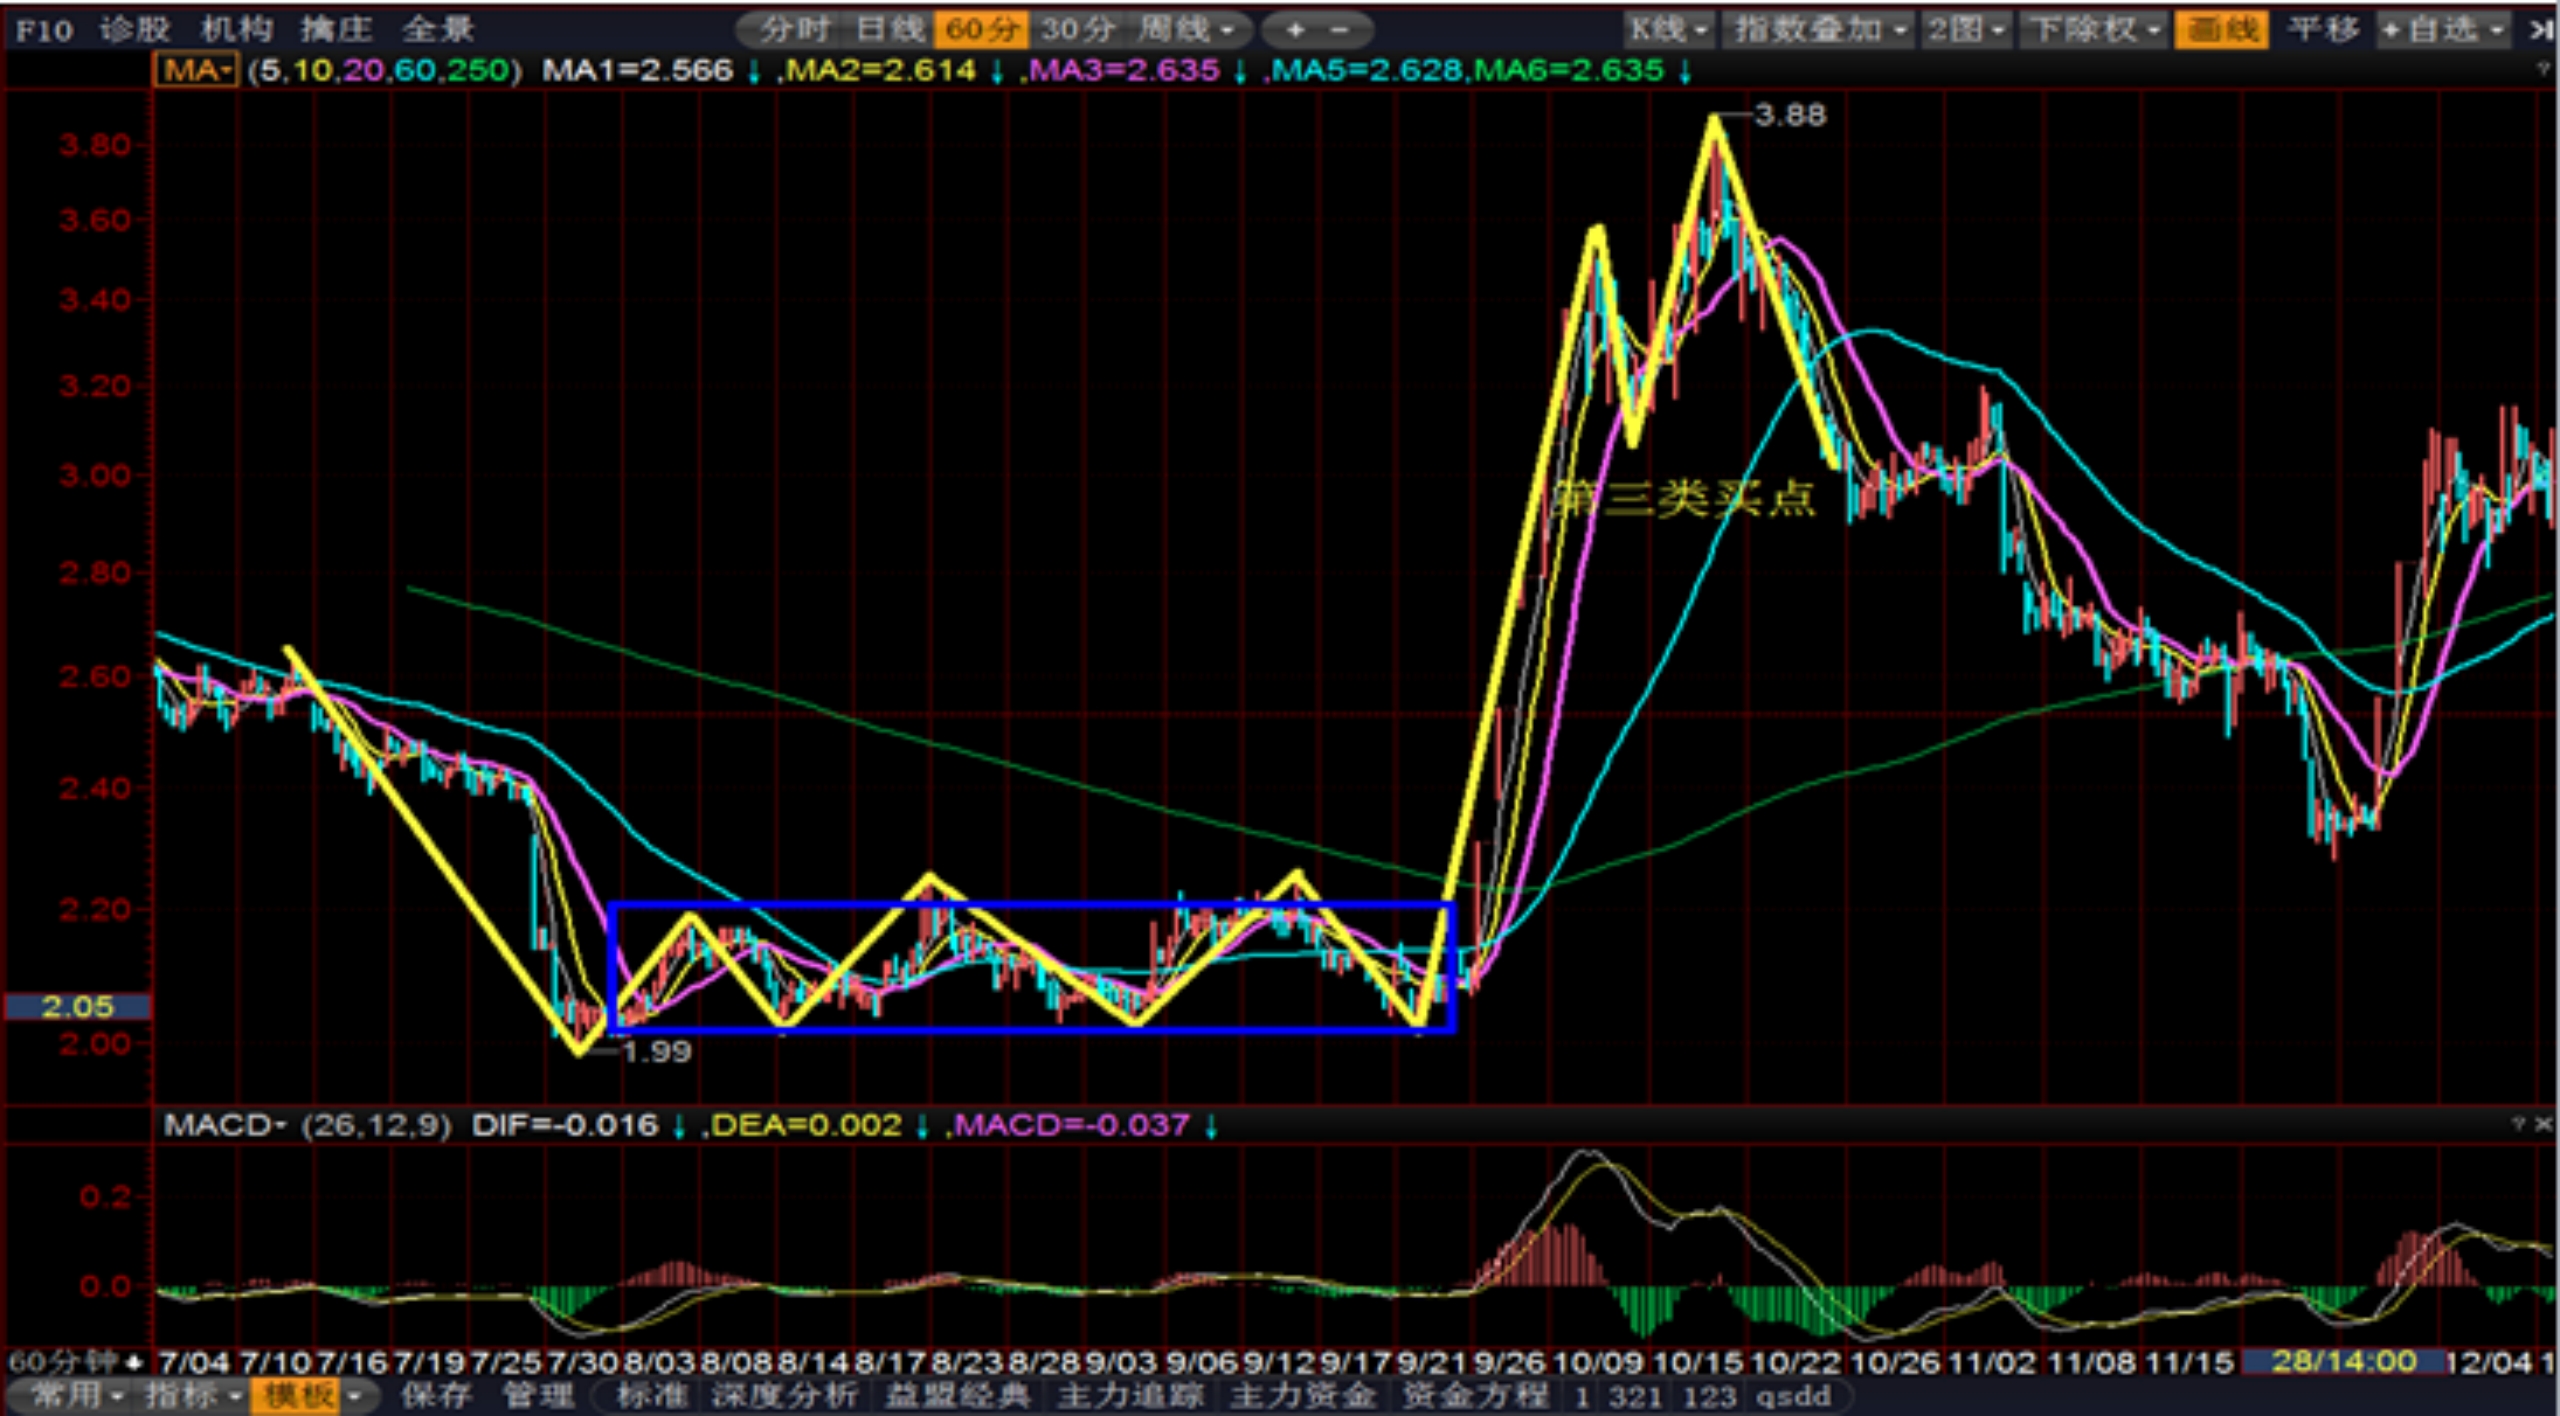 F10 诊股 机构 擒庄 全景 分时 日线 60分 30分 周线 + - K线 指数叠加 2图 下除权 画线 平移 +自选
MA (5,10,20,60,250) MA1=2.566 ↓ ,MA2=2.614 ↓ ,MA3=2.635 ↓ ,MA5=2.628,MA6=2.635 ↓ ?
3.88
3.80
3.60
3.40
3.20
3.00
第三类买点
2.80
2.60
2.40
2.20
2.05
2.00
1.99
MACD (26,12,9) DIF=-0.016 ↓ ,DEA=0.002 ↓ ,MACD=-0.037 ↓ ? ×
0.2
0.0
60分钟 7/04 7/10 7/16 7/19 7/25 7/30 8/03 8/08 8/14 8/17 8/23 8/28 9/03 9/06 9/12 9/17 9/21 9/26 10/09 10/15 10/22 10/26 11/02 11/08 11/15 28/14:00 12/04 1
常用 指标 模板 保存 管理 标准 深度分析 益盟经典 主力追踪 主力资金 资金方程 1 321 123 qsdd